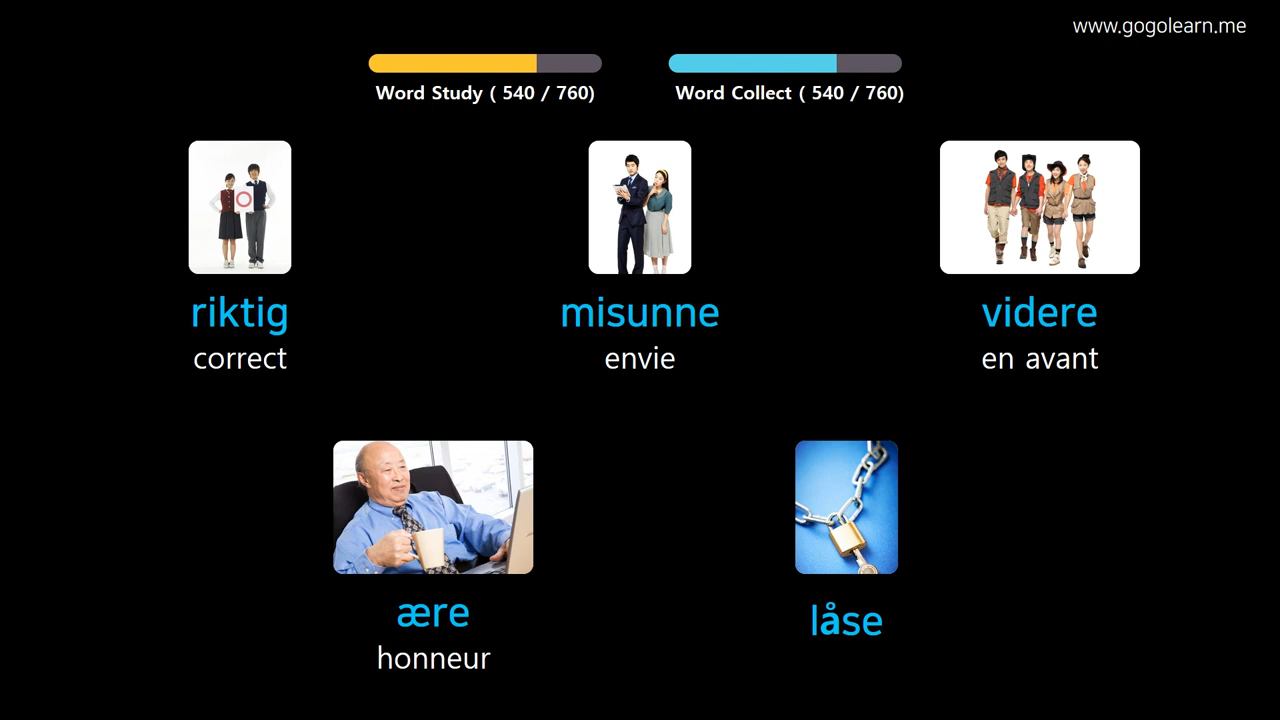 www.gogolearn.me
Word Study ( 540 / 760)
Word Collect ( 540 / 760)
riktig
correct
misunne
envie
videre
en avant
ære
honneur
låse